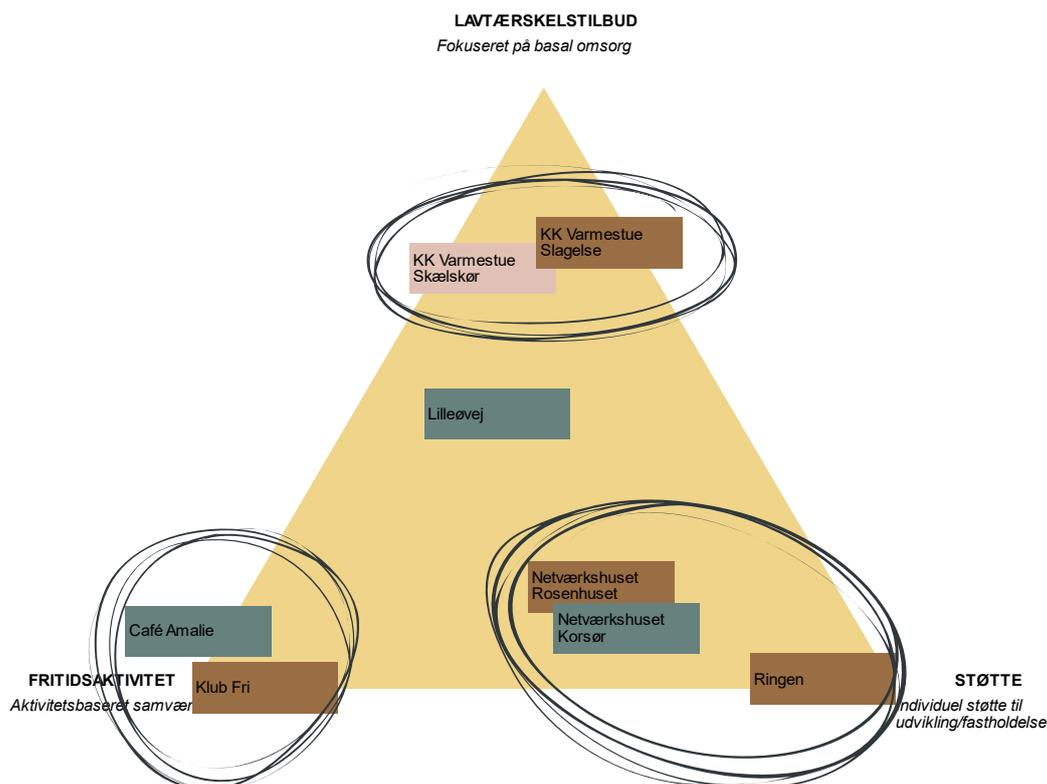 LAVTÆRSKELSTILBUD
Fokuseret på basal omsorg
KK Varmestue
Slagelse
KK Varmestue
Skælskør
Lilleøvej
Netværkshuset
Rosenhuset
Netværkshuset
Korsør
Café Amalie
Klub Fri
Ringen
FRITIDSAKTIVITET
Aktivitetsbaseret samvær
STØTTE
Individuel støtte til
udvikling/fastholdelse